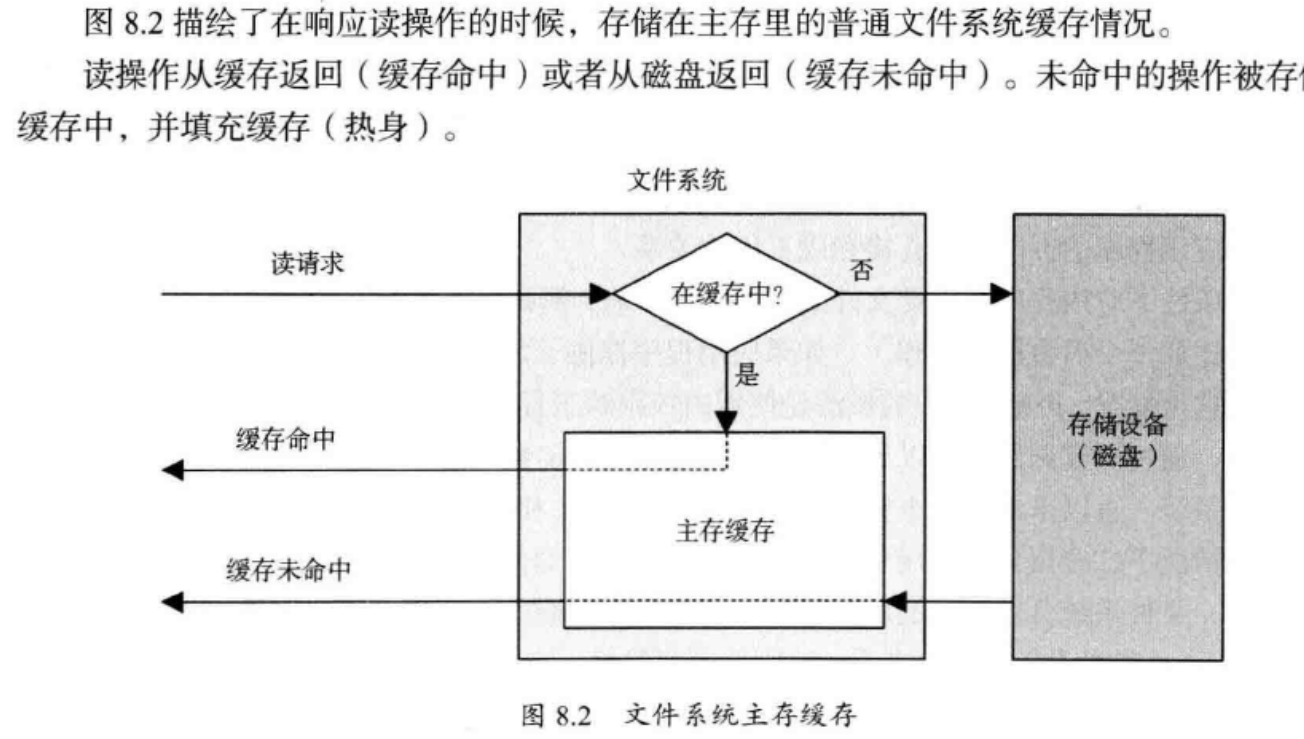 图 8.2 描绘了在响应读操作的时候，存储在主存里的普通文件系统缓存情况。
读操作从缓存返回（缓存命中）或者从磁盘返回（缓存未命中）。未命中的操作被存
缓存中，并填充缓存（热身）。
文件系统
读请求
在缓存中？
否
是
缓存命中
存储设备
（磁盘）
主存缓存
缓存未命中
图 8.2 文件系统主存缓存